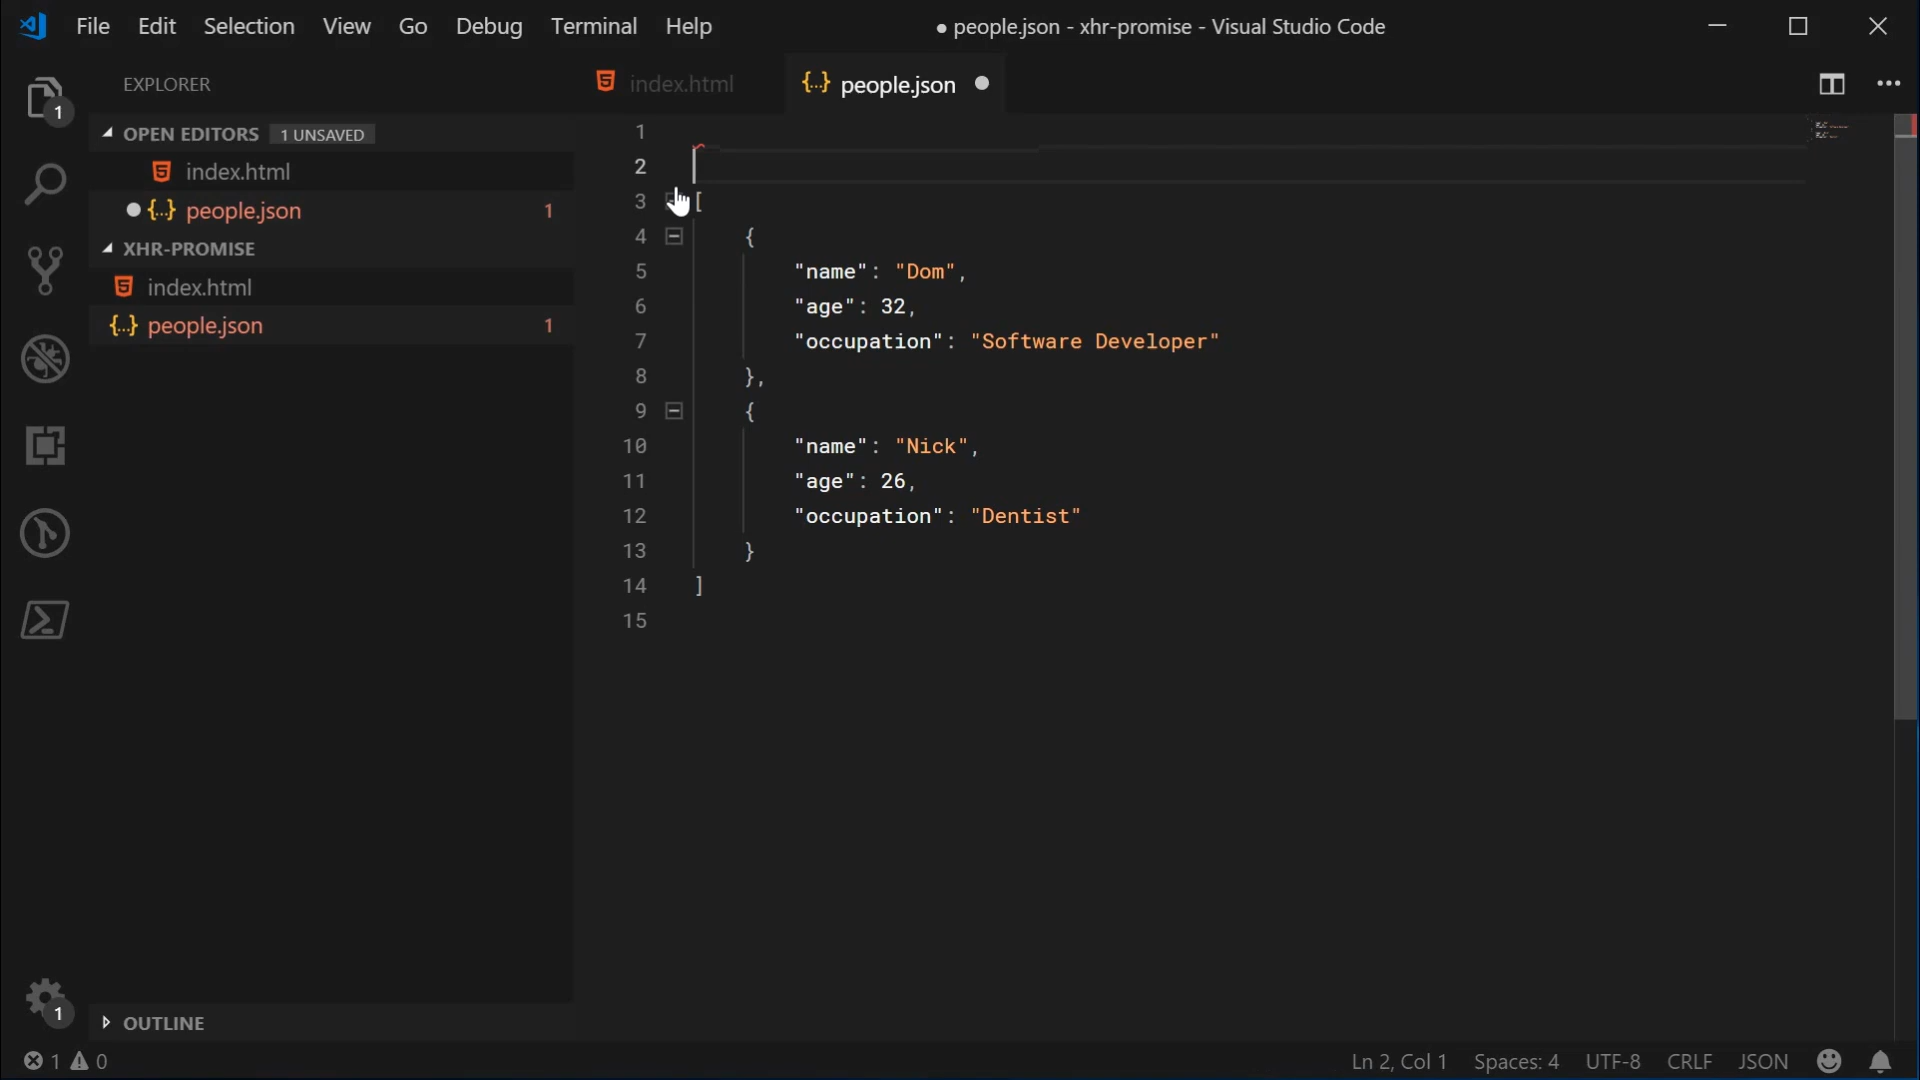 File Edit Selection View Go Debug Terminal Help
● people.json - xhr-promise - Visual Studio Code
EXPLORER
OPEN EDITORS 1 UNSAVED
index.html
{..} people.json 1
XHR-PROMISE
index.html
{..} people.json 1
OUTLINE
1
1
index.html
{..} people.json
1
2
3 [
4 {
5 "name": "Dom",
6 "age": 32,
7 "occupation": "Software Developer"
8 },
9 {
10 "name": "Nick",
11 "age": 26,
12 "occupation": "Dentist"
13 }
14 ]
15
1 0
Ln 2, Col 1 Spaces: 4 UTF-8 CRLF JSON